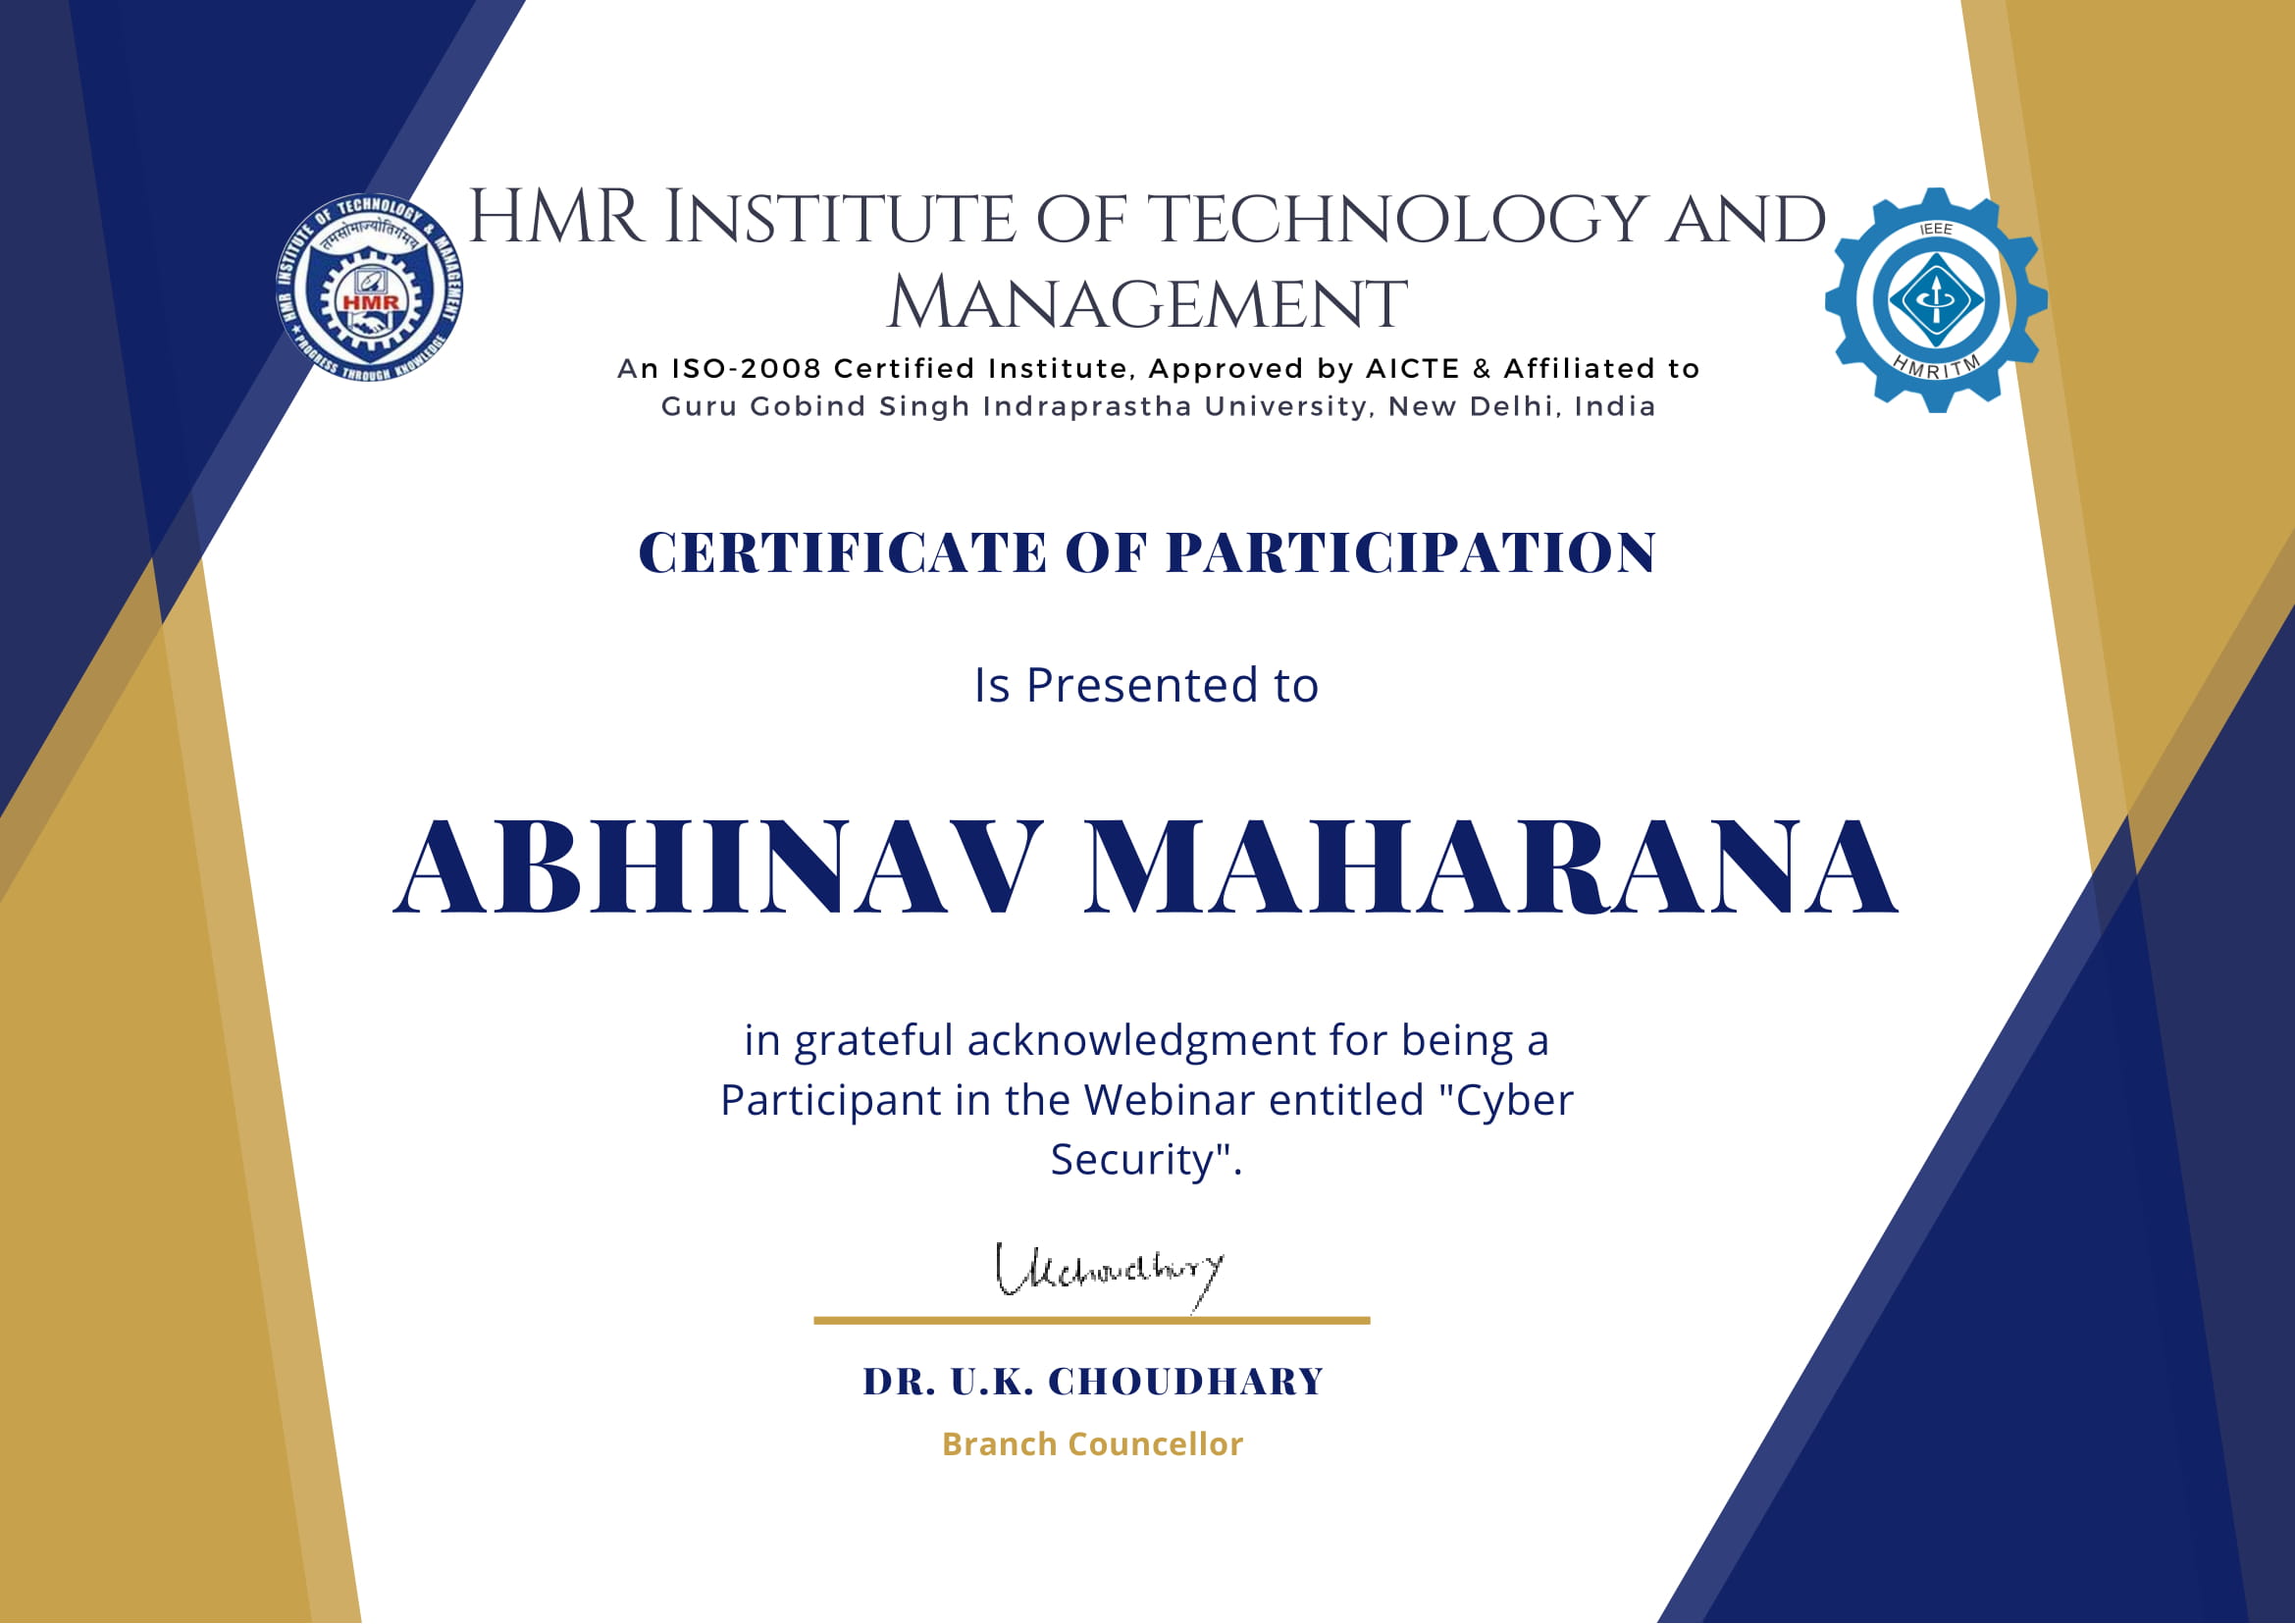 HMR INSTITUTE OF TECHNOLOGY & MANAGEMENT
तमसोमाज्योतिर्गमय
HMR
★ PROGRESS THROUGH KNOWLEDGE
HMR INSTITUTE OF TECHNOLOGY AND
MANAGEMENT
IEEE
HMRITM
An ISO-2008 Certified Institute, Approved by AICTE & Affiliated to
Guru Gobind Singh Indraprastha University, New Delhi, India
CERTIFICATE OF PARTICIPATION
Is Presented to
ABHINAV MAHARANA
in grateful acknowledgment for being a
Participant in the Webinar entitled "Cyber
Security".
UKchoudhury
DR. U.K. CHOUDHARY
Branch Councellor